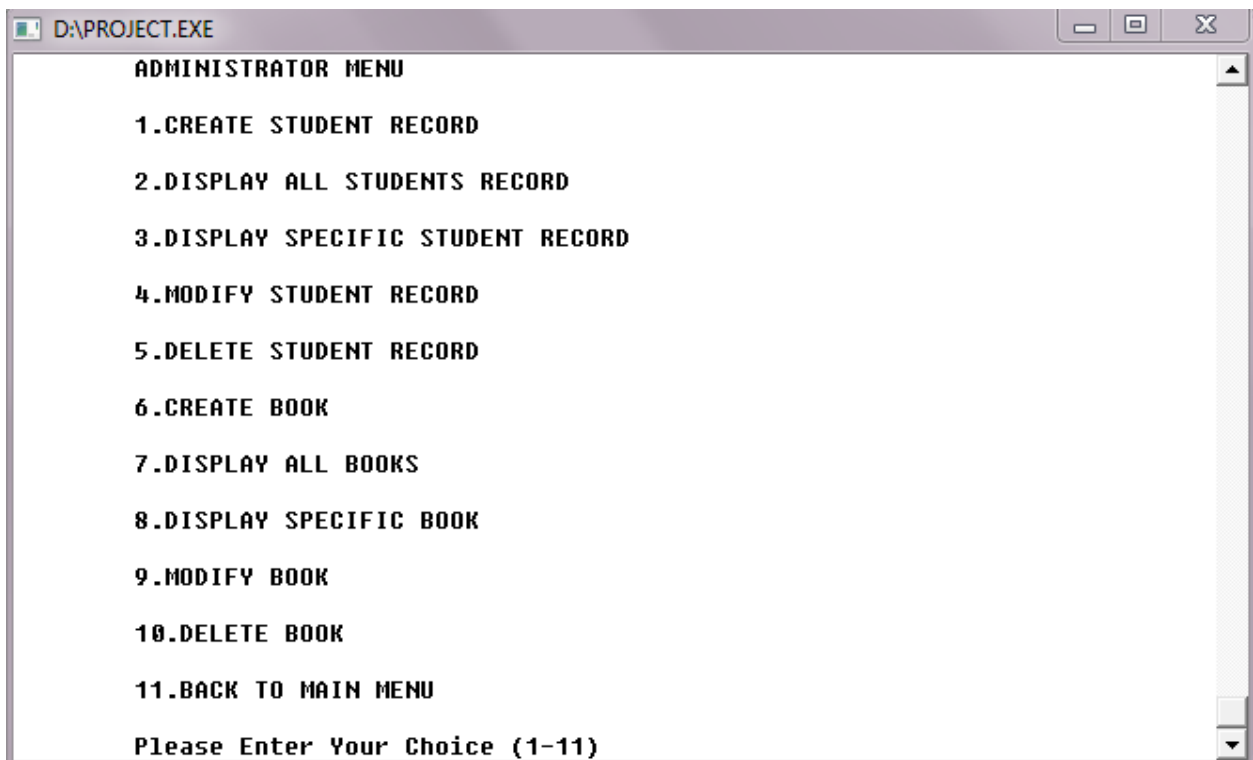 D:\PROJECT.EXE
ADMINISTRATOR MENU
1.CREATE STUDENT RECORD
2.DISPLAY ALL STUDENTS RECORD
3.DISPLAY SPECIFIC STUDENT RECORD
4.MODIFY STUDENT RECORD
5.DELETE STUDENT RECORD
6.CREATE BOOK
7.DISPLAY ALL BOOKS
8.DISPLAY SPECIFIC BOOK
9.MODIFY BOOK
10.DELETE BOOK
11.BACK TO MAIN MENU
Please Enter Your Choice (1-11)